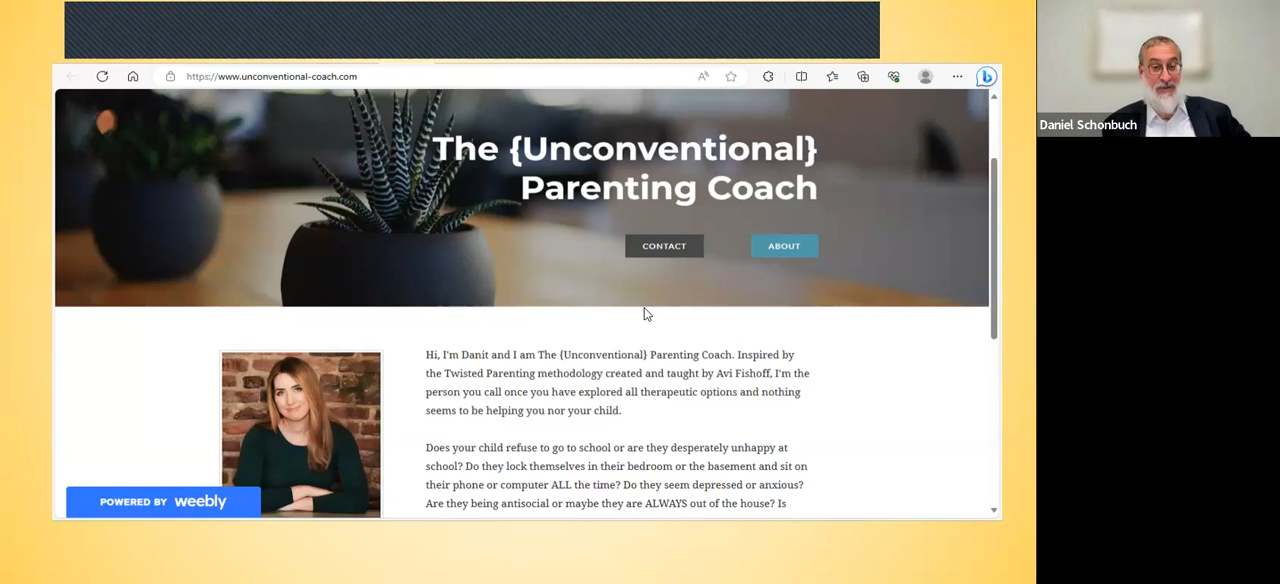 https://www.unconventional-coach.com
Daniel Schonbuch
The {Unconventional}
Parenting Coach
CONTACT
ABOUT
Hi, I'm Danit and I am The {Unconventional} Parenting Coach. Inspired by
the Twisted Parenting methodology created and taught by Avi Fishoff, I'm the
person you call once you have explored all therapeutic options and nothing
seems to be helping you nor your child.
Does your child refuse to go to school or are they desperately unhappy at
school? Do they lock themselves in their bedroom or the basement and sit on
their phone or computer ALL the time? Do they seem depressed or anxious?
Are they being antisocial or maybe they are ALWAYS out of the house? Is
POWERED BY weebly